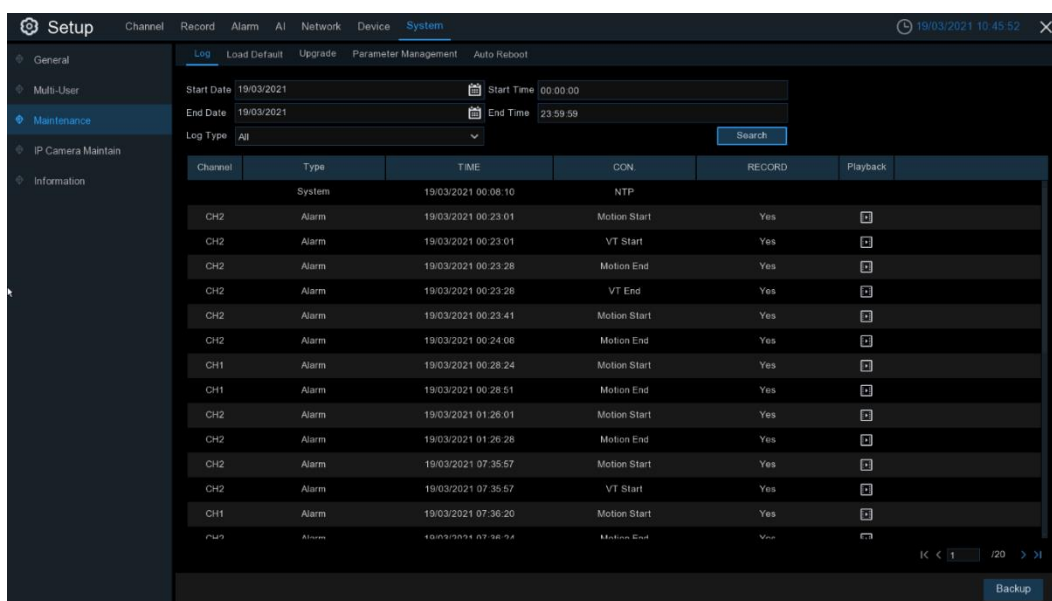 Setup Channel Record Alarm AI Network Device System 19/03/2021 10:45:52
General
Multi-User
Maintenance
IP Camera Maintain
Information
Log Load Default Upgrade Parameter Management Auto Reboot
Start Date 19/03/2021 Start Time 00:00:00
End Date 19/03/2021 End Time 23:59:59
Log Type All Search
Channel Type TIME CON. RECORD Playback
System 19/03/2021 00:08:10 NTP
CH2 Alarm 19/03/2021 00:23:01 Motion Start Yes
CH2 Alarm 19/03/2021 00:23:01 VT Start Yes
CH2 Alarm 19/03/2021 00:23:28 Motion End Yes
CH2 Alarm 19/03/2021 00:23:28 VT End Yes
CH2 Alarm 19/03/2021 00:23:41 Motion Start Yes
CH2 Alarm 19/03/2021 00:24:08 Motion End Yes
CH1 Alarm 19/03/2021 00:28:24 Motion Start Yes
CH1 Alarm 19/03/2021 00:28:51 Motion End Yes
CH2 Alarm 19/03/2021 01:26:01 Motion Start Yes
CH2 Alarm 19/03/2021 01:26:28 Motion End Yes
CH2 Alarm 19/03/2021 07:35:57 Motion Start Yes
CH2 Alarm 19/03/2021 07:35:57 VT Start Yes
CH1 Alarm 19/03/2021 07:36:20 Motion Start Yes
CH2 Alarm 19/03/2021 07:36:24 Motion End Yes
1 /20
Backup